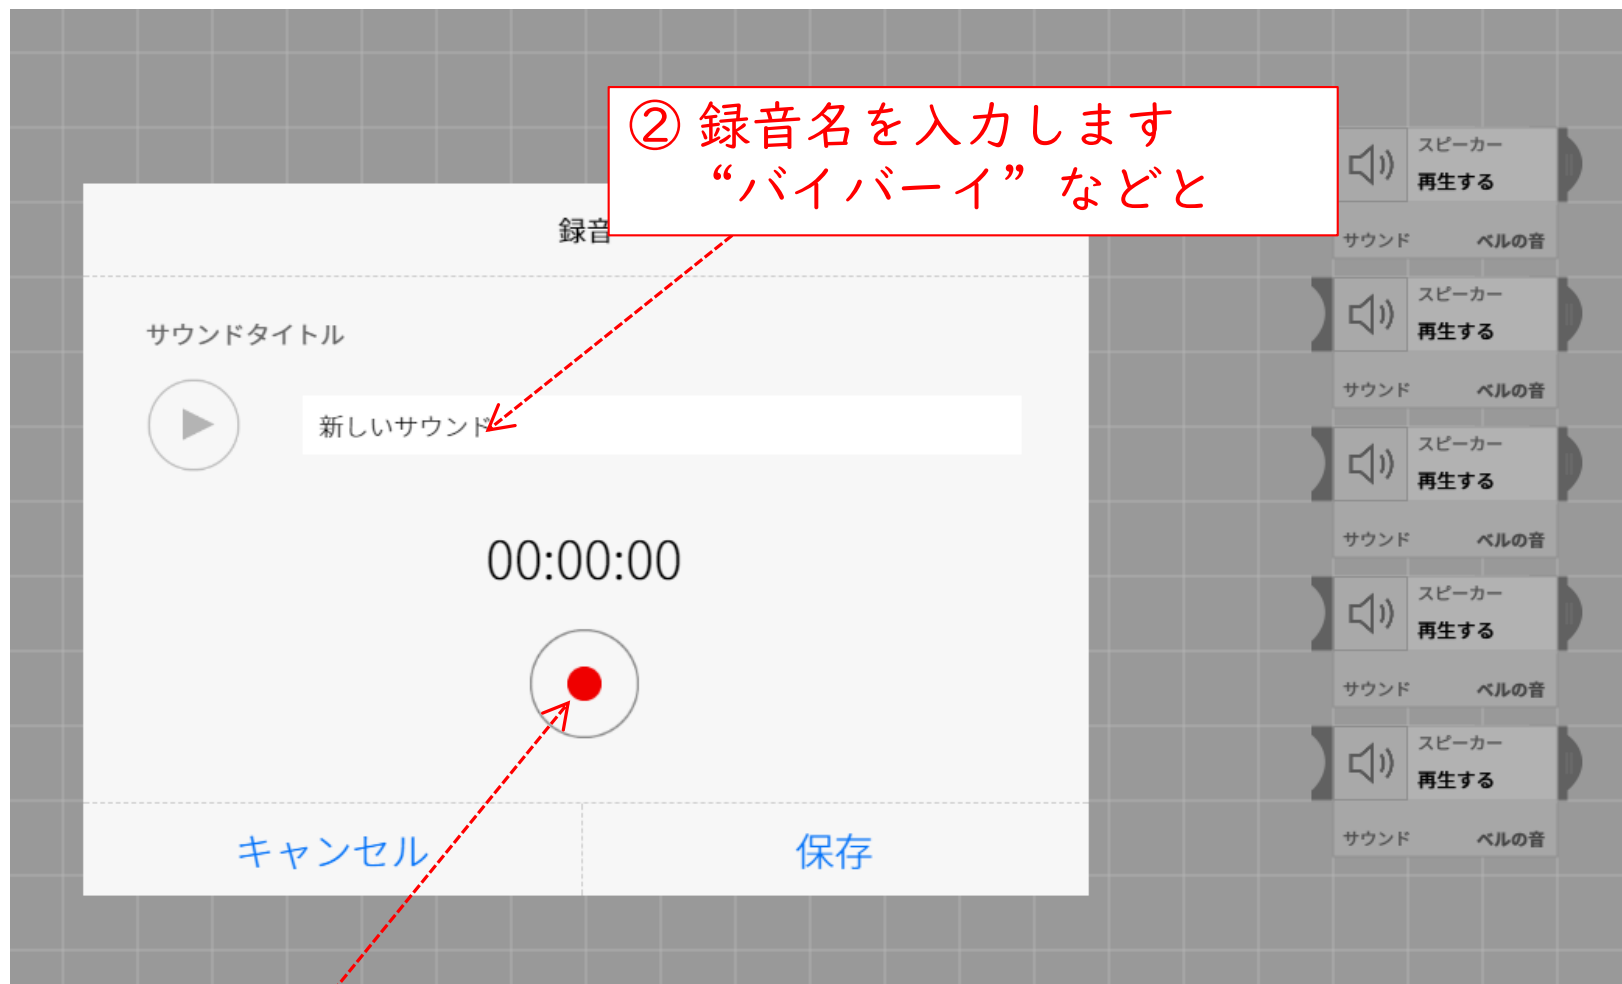 ② 録音名を入力します
“バイバーイ”などと
録音
サウンドタイトル
新しいサウンド
00:00:00
キャンセル
保存
スピーカー
再生する
サウンド ベルの音
スピーカー
再生する
サウンド ベルの音
スピーカー
再生する
サウンド ベルの音
スピーカー
再生する
サウンド ベルの音
スピーカー
再生する
サウンド ベルの音